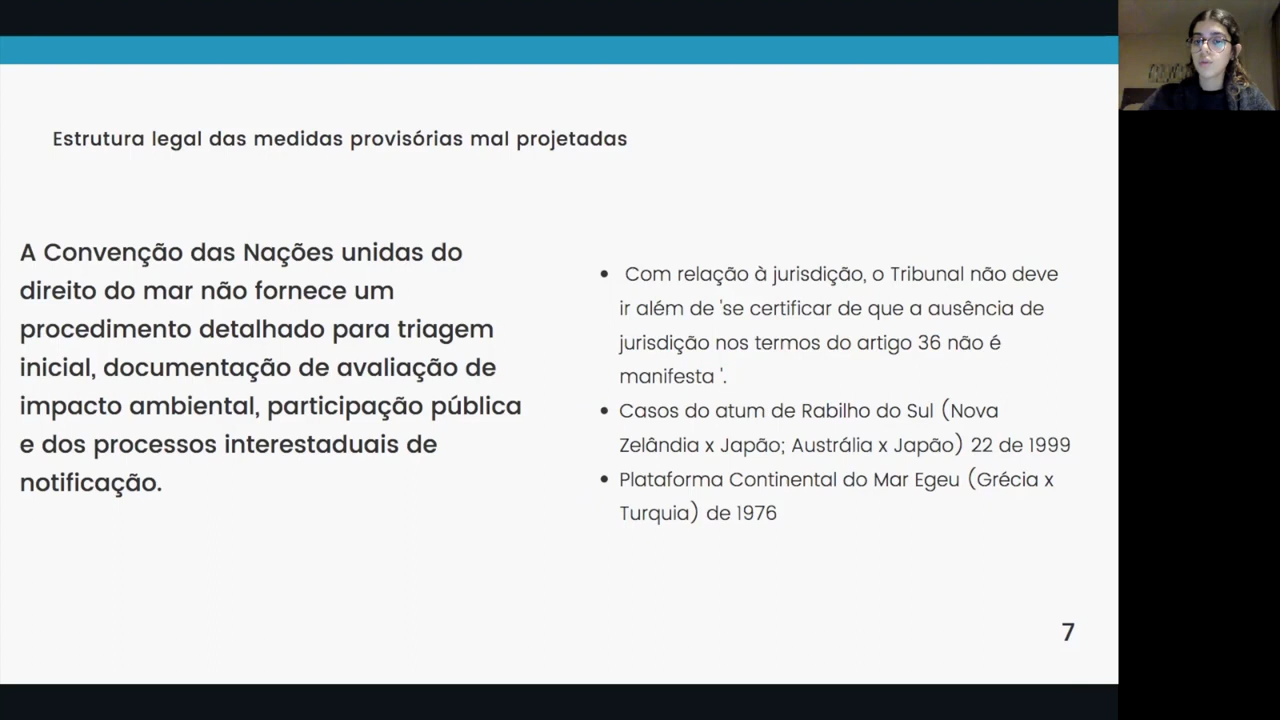 Estrutura legal das medidas provisórias mal projetadas
A Convenção das Nações unidas do
direito do mar não fornece um
procedimento detalhado para triagem
inicial, documentação de avaliação de
impacto ambiental, participação pública
e dos processos interestaduais de
notificação.
• Com relação à jurisdição, o Tribunal não deve
ir além de 'se certificar de que a ausência de
jurisdição nos termos do artigo 36 não é
manifesta '.
• Casos do atum de Rabilho do Sul (Nova
Zelândia x Japão; Austrália x Japão) 22 de 1999
• Plataforma Continental do Mar Egeu (Grécia x
Turquia) de 1976
7